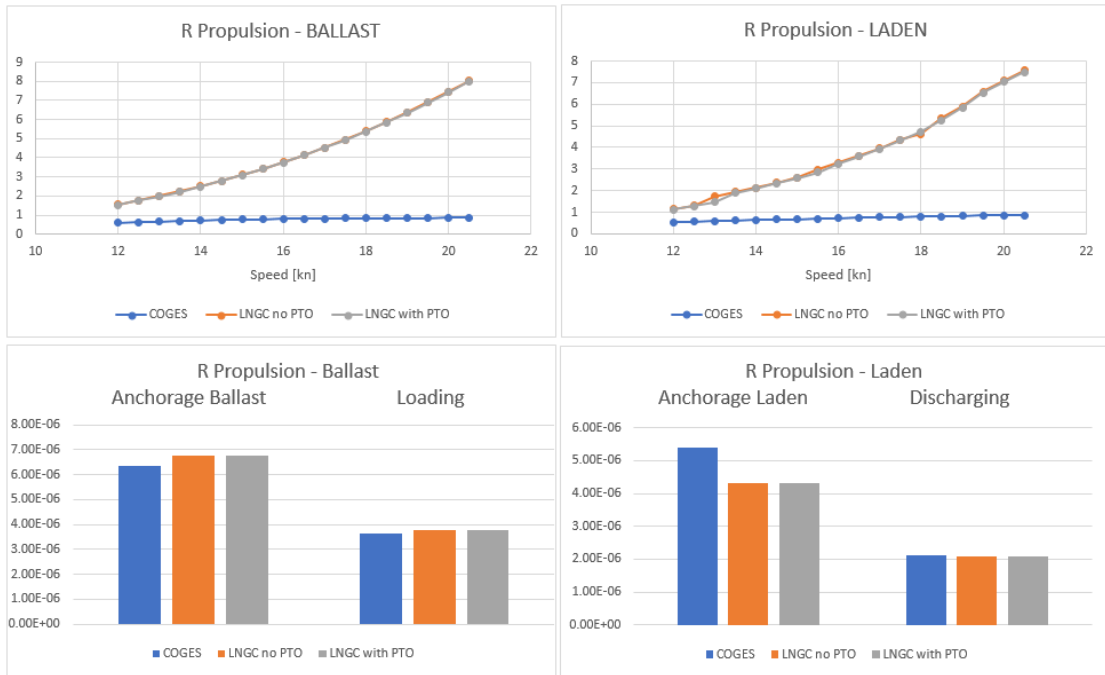 R Propulsion - BALLAST
9
8
7
6
5
4
3
2
1
0
10 12 14 16 18 20 22
Speed [kn]
COGES LNGC no PTO LNGC with PTO
R Propulsion - LADEN
8
7
6
5
4
3
2
1
0
10 12 14 16 18 20 22
Speed [kn]
COGES LNGC no PTO LNGC with PTO
R Propulsion - Ballast
Anchorage Ballast Loading
8.00E-06
7.00E-06
6.00E-06
5.00E-06
4.00E-06
3.00E-06
2.00E-06
1.00E-06
0.00E+00
COGES LNGC no PTO LNGC with PTO
R Propulsion - Laden
Anchorage Laden Discharging
6.00E-06
5.00E-06
4.00E-06
3.00E-06
2.00E-06
1.00E-06
0.00E+00
COGES LNGC no PTO LNGC with PTO